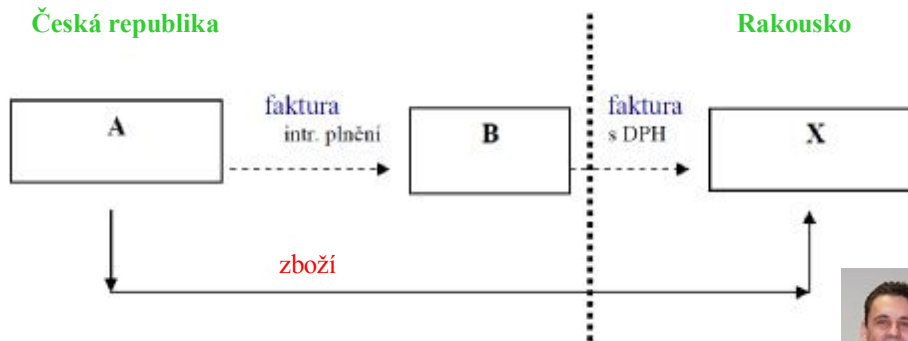 Česká republika
Rakousko
A
faktura
intr. plnění
B
faktura
s DPH
X
zboží